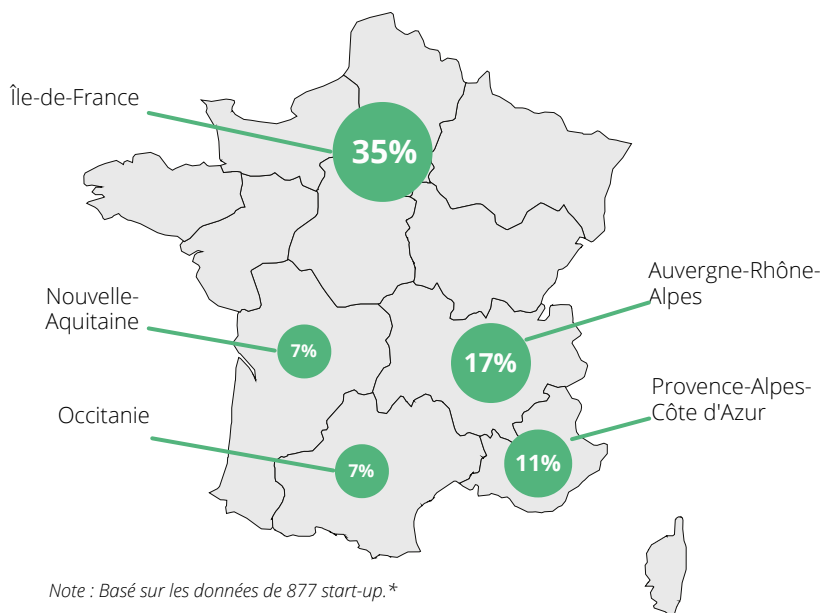 Île-de-France
35%
Auvergne-Rhône-
Alpes
Nouvelle-
Aquitaine
7%
17%
Provence-Alpes-
Côte d'Azur
Occitanie
7%
11%
Note : Basé sur les données de 877 start-up.*